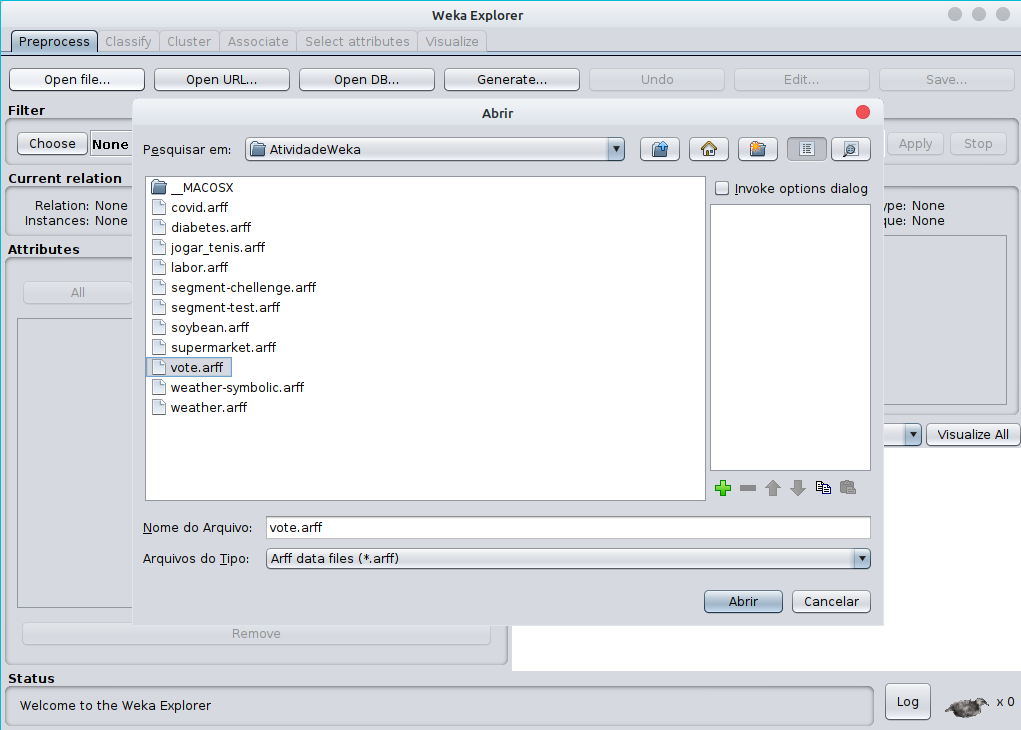 Weka Explorer
Preprocess Classify Cluster Associate Select attributes Visualize
Open file... Open URL... Open DB... Generate... Undo Edit... Save...
Filter
Choose None Apply Stop
Current relation
Relation: None
Instances: None
ype: None
que: None
Attributes
All
Remove
Visualize All
Abrir
Pesquisar em: AtividadeWeka
__MACOSX
covid.arff
diabetes.arff
jogar_tenis.arff
labor.arff
segment-chellenge.arff
segment-test.arff
soybean.arff
supermarket.arff
vote.arff
weather-symbolic.arff
weather.arff
Invoke options dialog
Nome do Arquivo: vote.arff
Arquivos do Tipo: Arff data files (*.arff)
Abrir Cancelar
Status
Welcome to the Weka Explorer
Log x 0